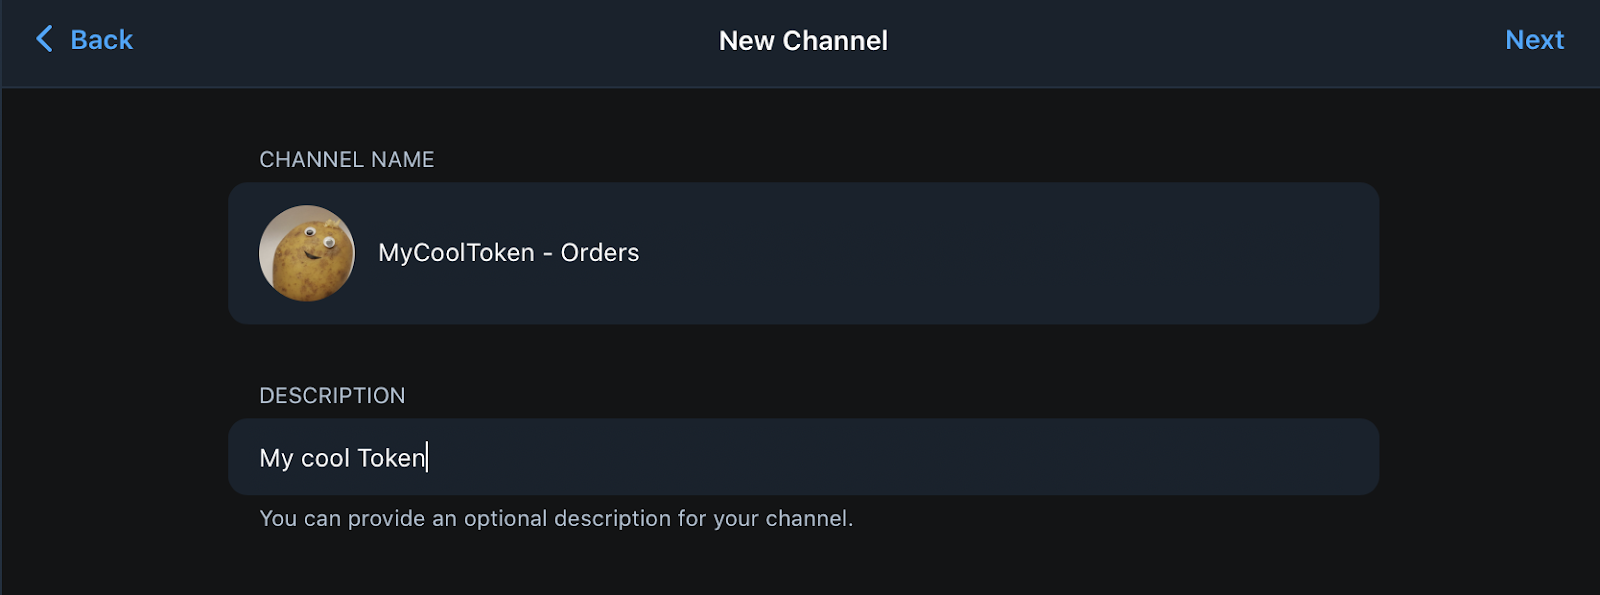 Back
New Channel
Next
CHANNEL NAME
MyCoolToken - Orders
DESCRIPTION
My cool Token
You can provide an optional description for your channel.